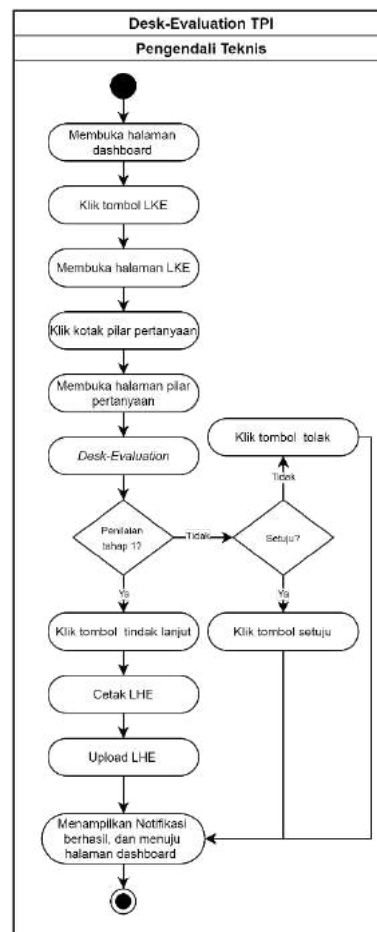 Desk-Evaluation TPI
Pengendali Teknis
Membuka halaman
dashboard
Klik tombol LKE
Membuka halaman LKE
Klik kotak pilar pertanyaan
Membuka halaman pilar
pertanyaan
Desk-Evaluation
Klik tombol tolak
Tidak
Penilaian
tahap 1?
Tidak
Setuju?
Ya
Ya
Klik tombol tindak lanjut
Klik tombol setuju
Cetak LHE
Upload LHE
Menampilkan Notifikasi
berhasil, dan menuju
halaman dashboard